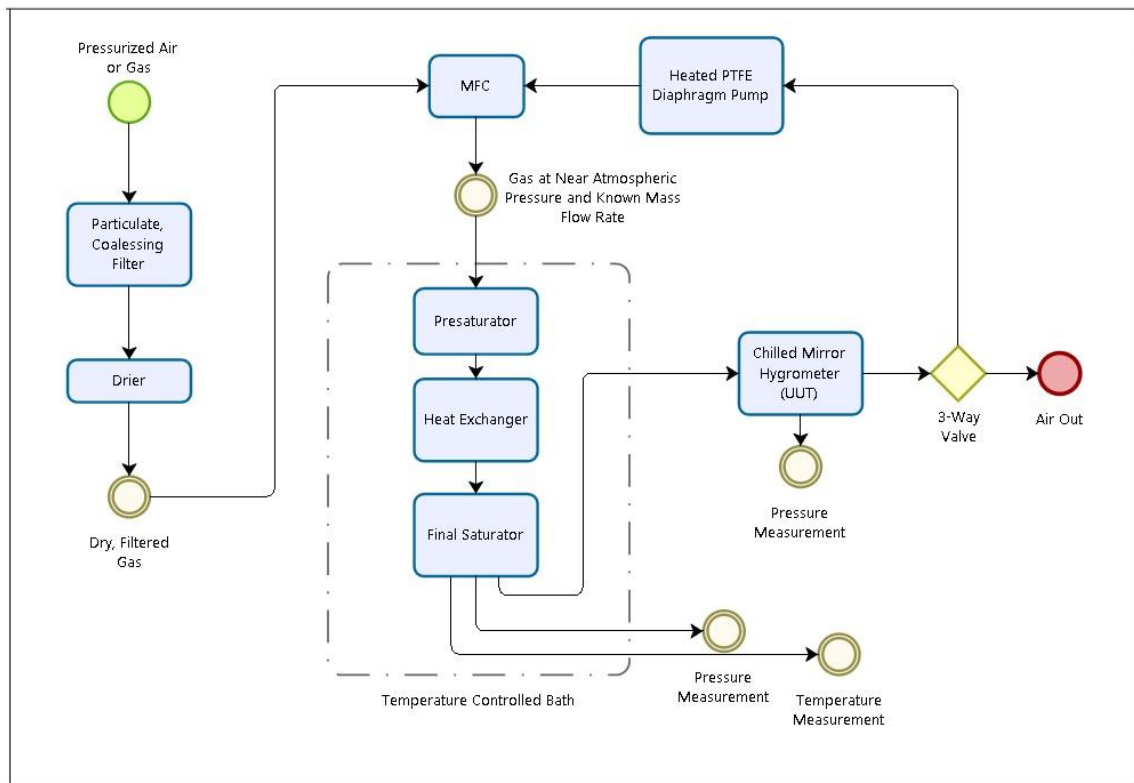 Pressurized Air
or Gas
MFC
Heated PTFE
Diaphragm Pump
Gas at Near Atmospheric
Pressure and Known Mass
Flow Rate
Particulate,
Coalessing
Filter
Presaturator
Drier
Heat Exchanger
Chilled Mirror
Hygrometer
(UUT)
3-Way
Valve
Air Out
Final Saturator
Pressure
Measurement
Dry, Filtered
Gas
Temperature Controlled Bath
Pressure
Measurement
Temperature
Measurement